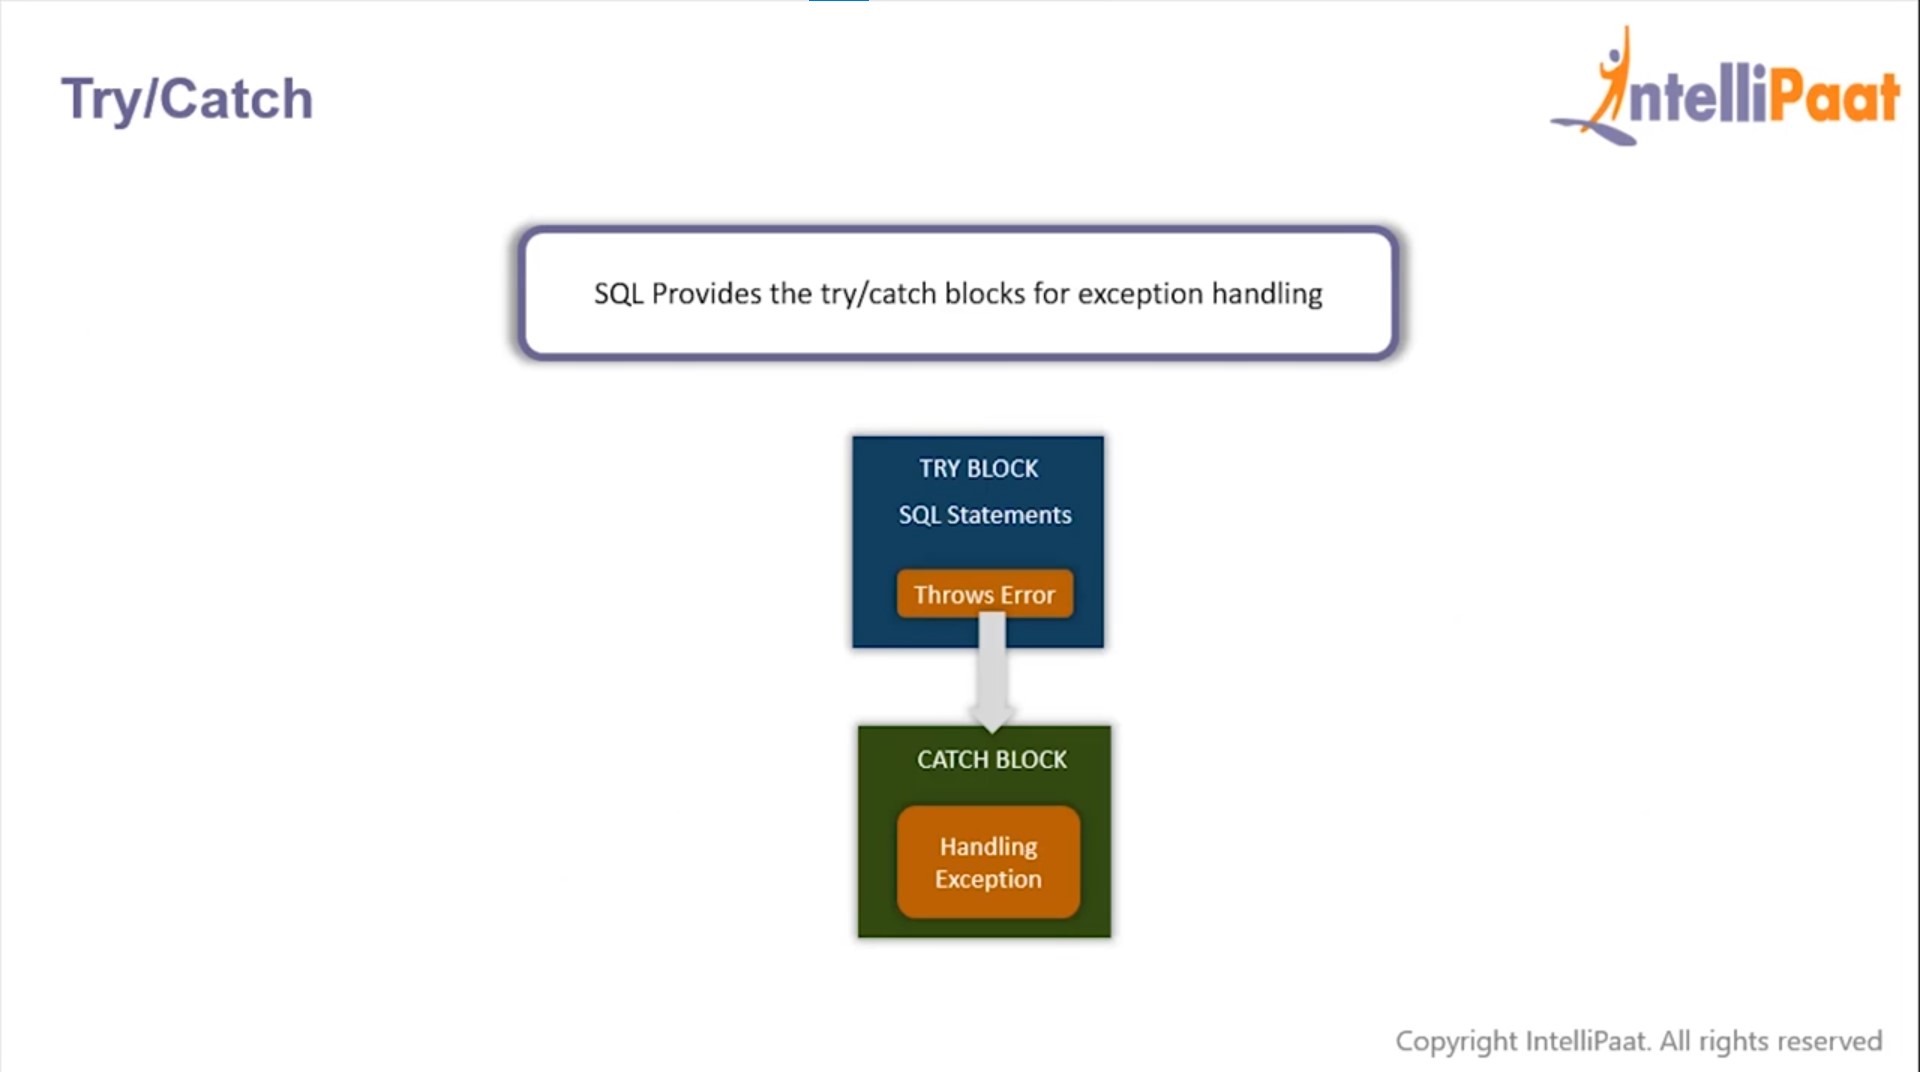 Try/Catch
IntelliPaat
SQL Provides the try/catch blocks for exception handling
TRY BLOCK
SQL Statements
Throws Error
CATCH BLOCK
Handling
Exception
Copyright IntelliPaat. All rights reserved